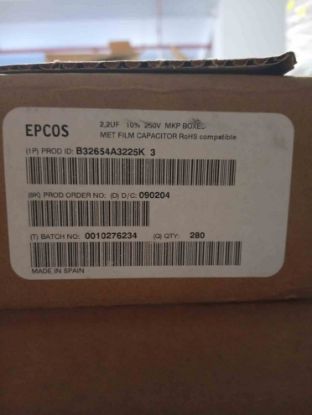 EPCOS
2,2UF 10% 250V MKP BOXED
MET FILM CAPACITOR RoHS compatible
(1P) PROD ID: B32654A3225K 3
(9K) PROD ORDER NO: (D) D/C: 090204
(T) BATCH NO: 0010276234 (Q) QTY: 280
MADE IN SPAIN